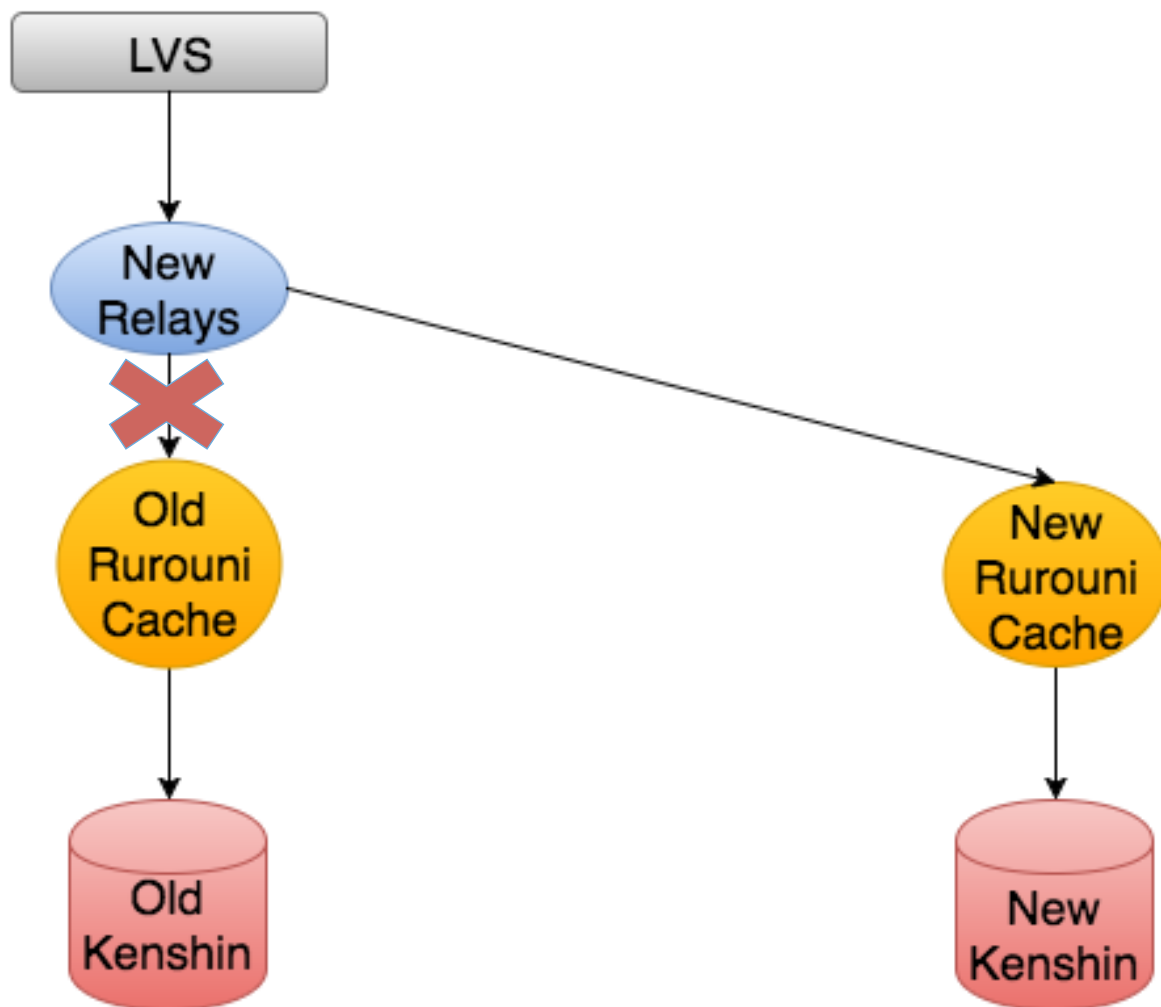 LVS
New
Relays
Old
Rurouni
Cache
New
Rurouni
Cache
Old
Kenshin
New
Kenshin